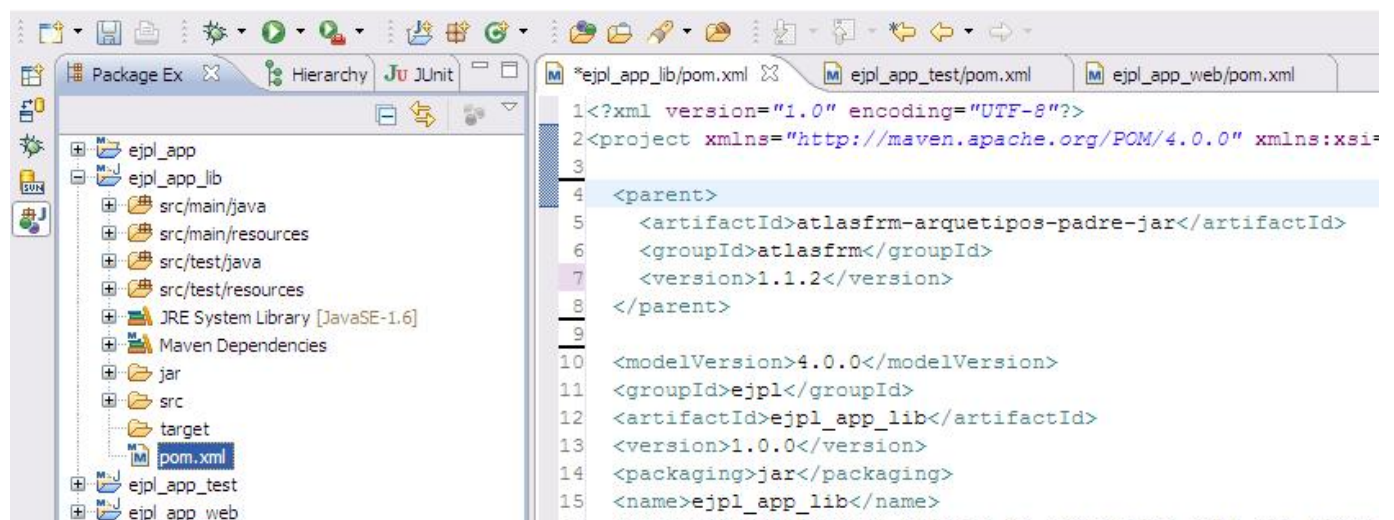 Package Ex
Hierarchy
Ju JUnit
ejpl_app
ejpl_app_lib
src/main/java
src/main/resources
src/test/java
src/test/resources
JRE System Library [JavaSE-1.6]
Maven Dependencies
jar
src
target
pom.xml
ejpl_app_test
ejpl_app_web
SVN
*ejpl_app_lib/pom.xml
ejpl_app_test/pom.xml
ejpl_app_web/pom.xml
1 <?xml version="1.0" encoding="UTF-8"?>
2 <project xmlns="http://maven.apache.org/POM/4.0.0" xmlns:xsi=
3
4 <parent>
5 <artifactId>atlasfrm-arquetipos-padre-jar</artifactId>
6 <groupId>atlasfrm</groupId>
7 <version>1.1.2</version>
8 </parent>
9
10 <modelVersion>4.0.0</modelVersion>
11 <groupId>ejpl</groupId>
12 <artifactId>ejpl_app_lib</artifactId>
13 <version>1.0.0</version>
14 <packaging>jar</packaging>
15 <name>ejpl_app_lib</name>